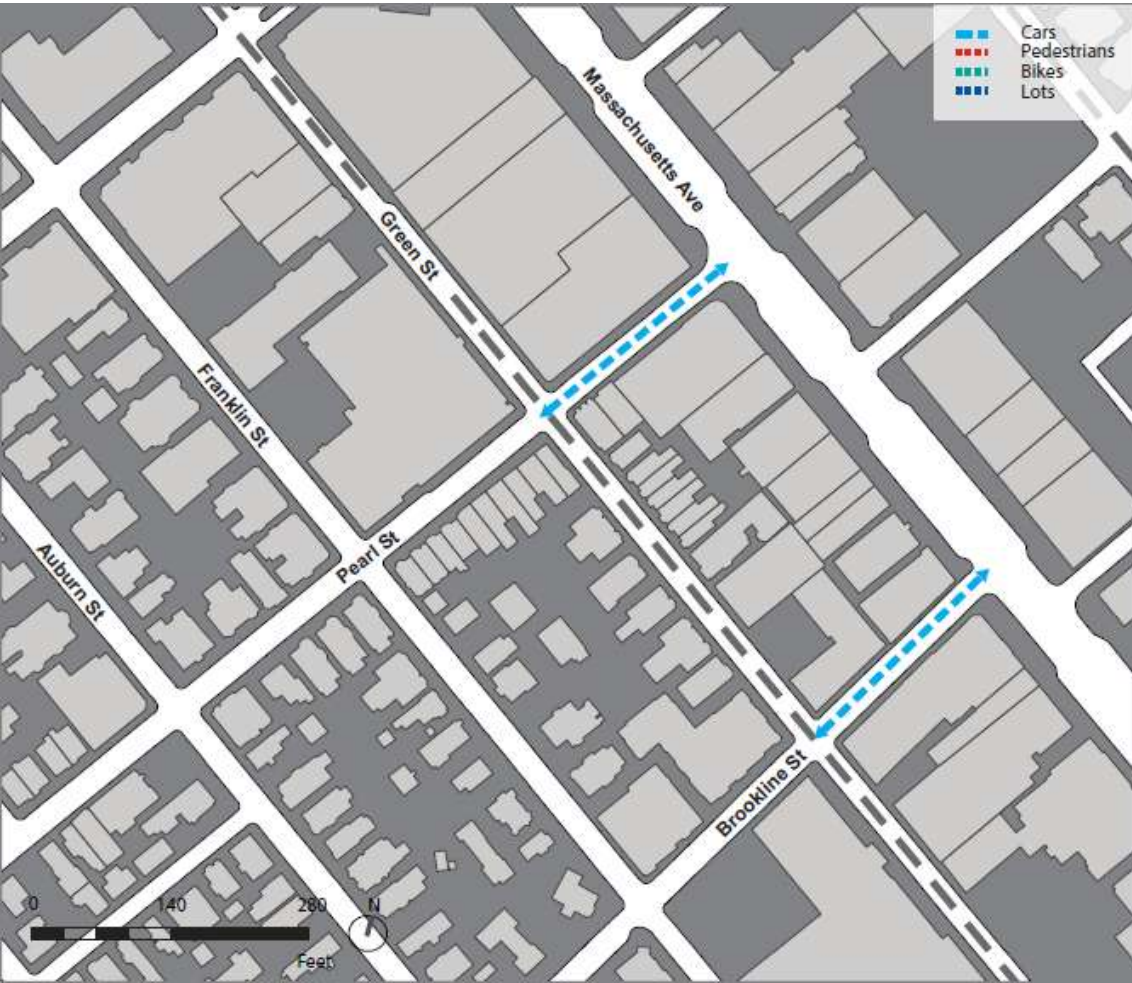 Cars
Pedestrians
Bikes
Lots
Massachusetts Ave
Green St
Franklin St
Pearl St
Auburn St
Brookline St
0 140 280 N
Feet